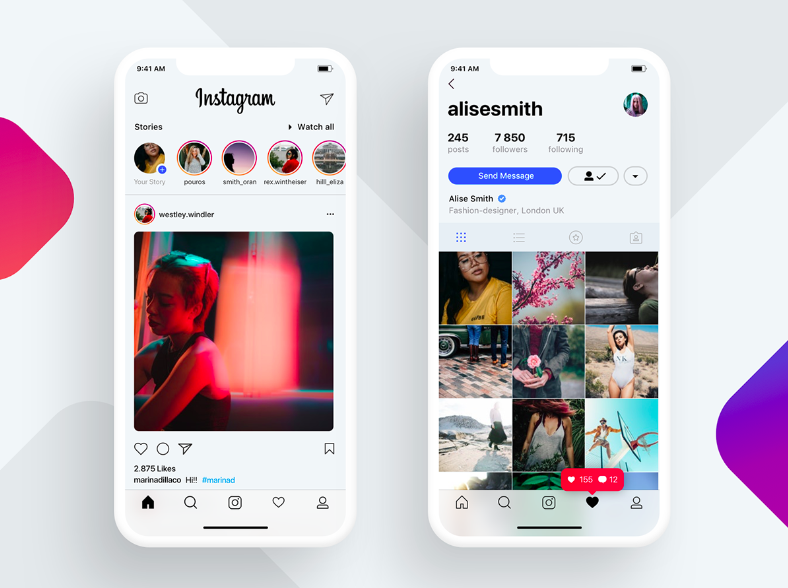 9:41 AM
Instagram
Stories
Watch all
Your Story
pouros
smith_oran
rex.wintheiser
hill_eliza
westley.windler
2.875 Likes
marinadillaco Hi!! #marinad
9:41 AM
alisesmith
245 7 850 715
posts followers following
Send Message
Alise Smith
Fashion-designer, London UK
155 12